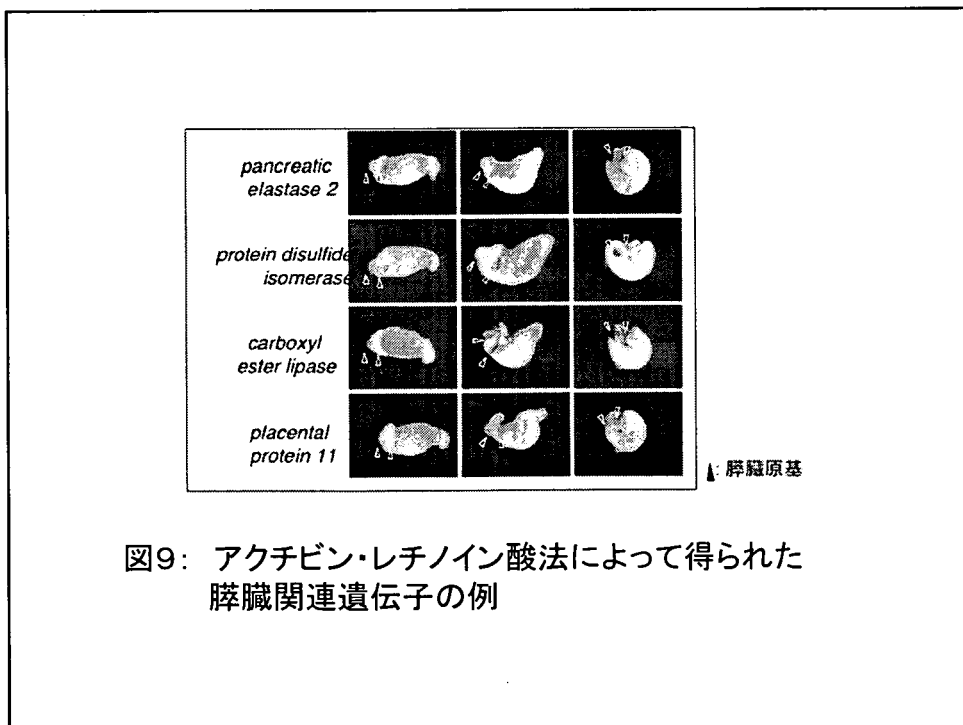 pancreatic
elastase 2
protein disulfide
isomerase
carboxyl
ester lipase
placental
protein 11
: 膵臓原基
図9: アクチビン・レチノイン酸法によって得られた
膵臓関連遺伝子の例